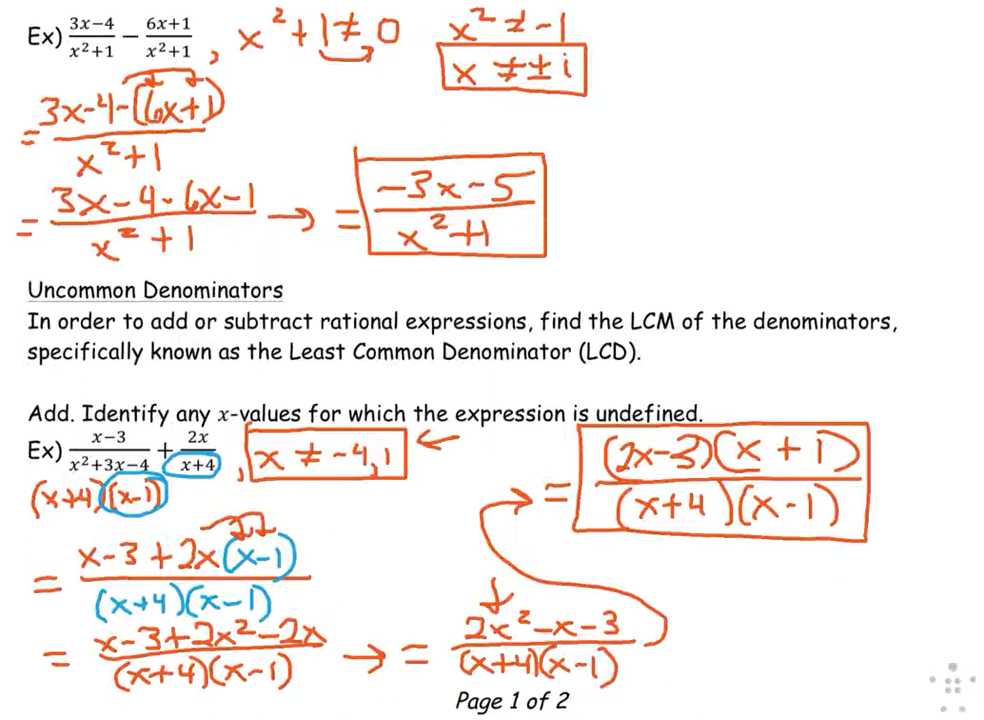 Ex) (3x−4)/(x²+1) − (6x+1)/(x²+1) , x²+1≠0 x²≠-1
x ≠ ±i
= (3x-4-(6x+1))/(x²+1)
= (3x-4-6x-1)/(x²+1) → = (-3x-5)/(x²+1)
Uncommon Denominators
In order to add or subtract rational expressions, find the LCM of the denominators,
specifically known as the Least Common Denominator (LCD).
Add. Identify any x-values for which the expression is undefined.
Ex) (x−3)/(x²+3x−4) + 2x/(x+4) , x ≠ -4,1 ←
(x+4)(x-1)
= (x-3+2x(x-1))/((x+4)(x-1))
= (x-3+2x²-2x)/((x+4)(x-1)) → = (2x²-x-3)/((x+4)(x-1))
= ((2x-3)(x+1))/((x+4)(x-1))
Page 1 of 2